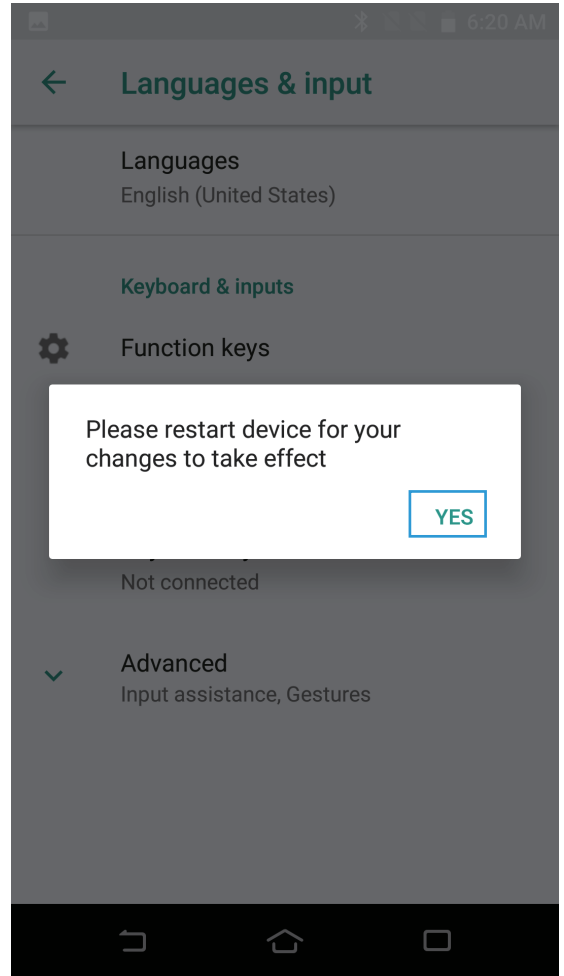 6:20 AM
Languages & input
Languages
English (United States)
Keyboard & inputs
Function keys
Please restart device for your
changes to take effect
YES
Not connected
Advanced
Input assistance, Gestures